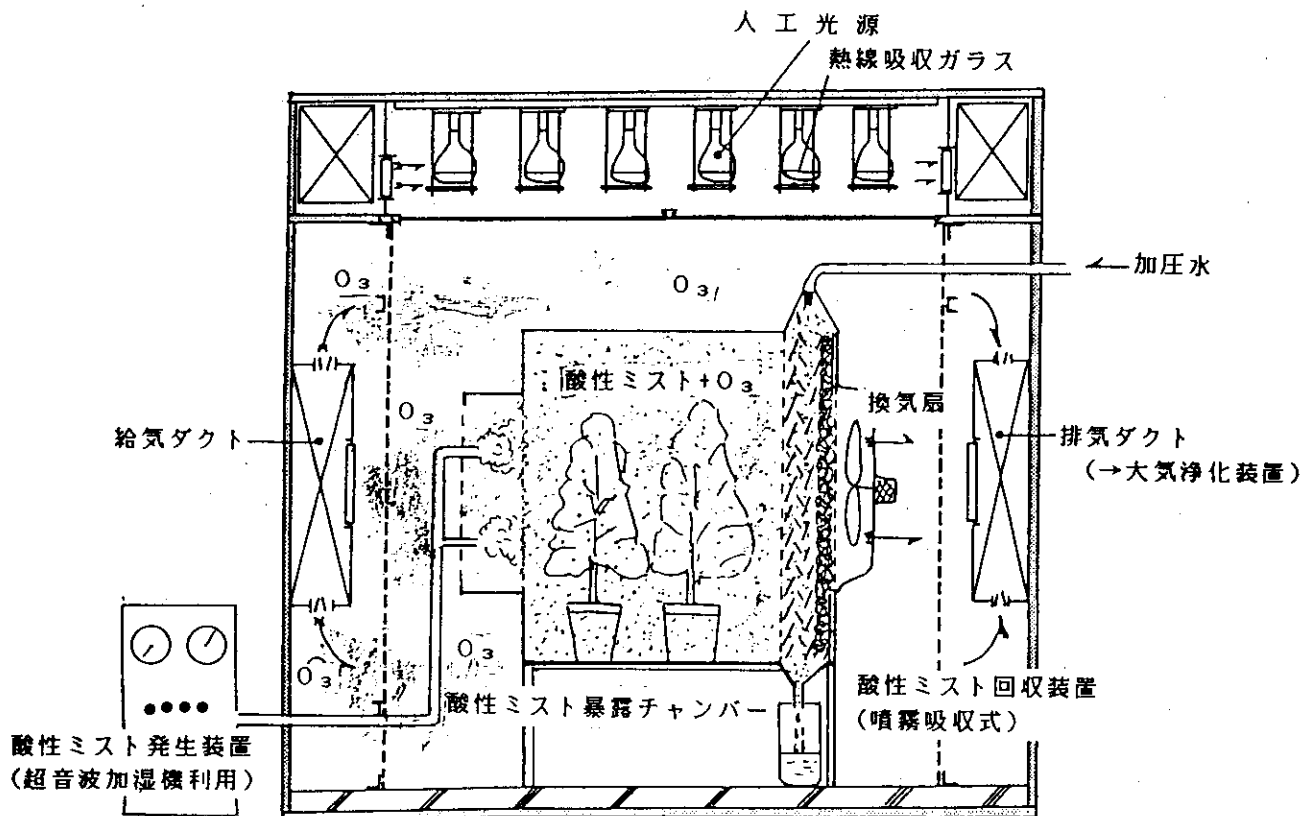 人工光源
熱線吸収ガラス
加圧水
O₃
O₃
酸性ミスト+O₃
換気扇
O₃
給気ダクト
排気ダクト
(→大気浄化装置)
O₃
O₃
酸性ミスト暴露チャンバー
酸性ミスト回収装置
(噴霧吸収式)
酸性ミスト発生装置
(超音波加湿機利用)